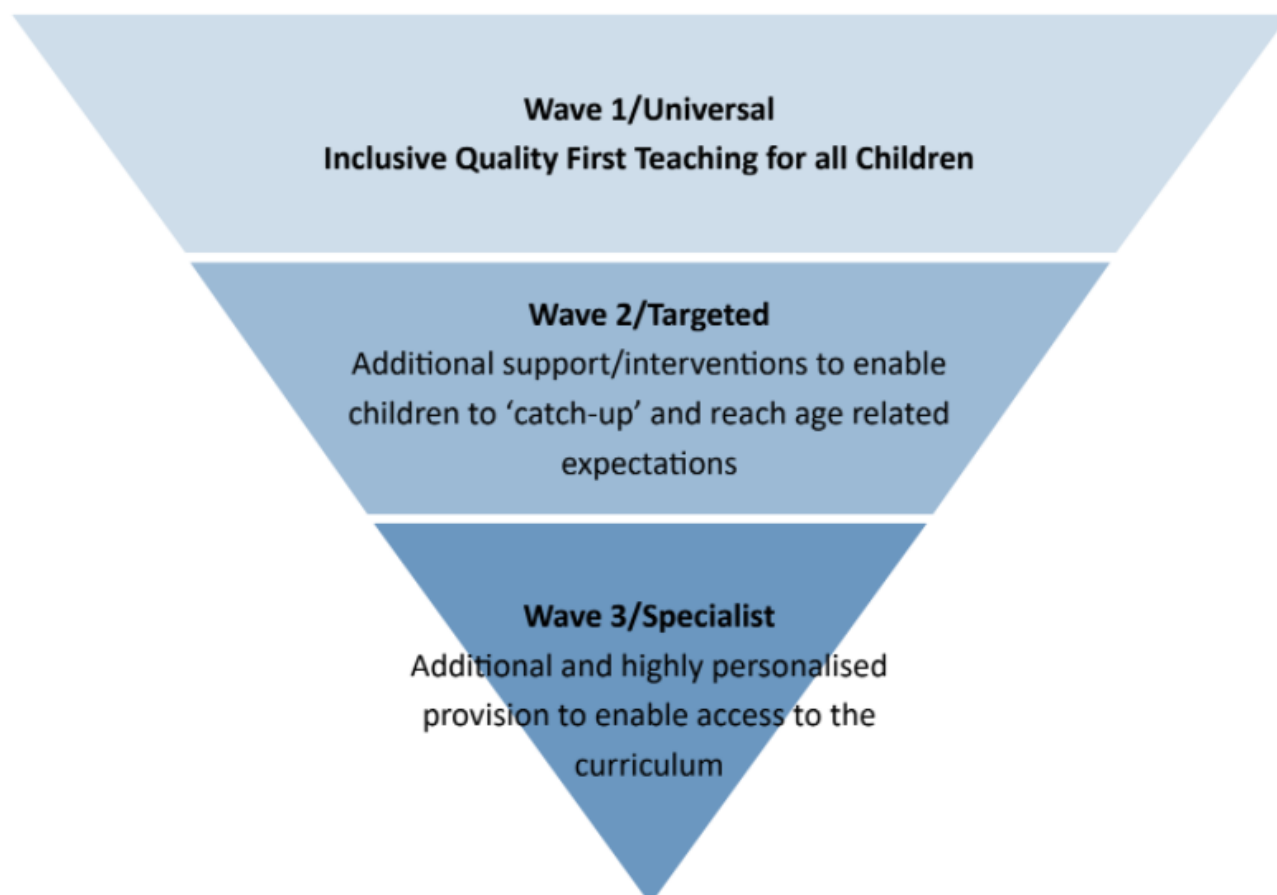 Wave 1/Universal
Inclusive Quality First Teaching for all Children
Wave 2/Targeted
Additional support/interventions to enable
children to ‘catch-up’ and reach age related
expectations
Wave 3/Specialist
Additional and highly personalised
provision to enable access to the
curriculum